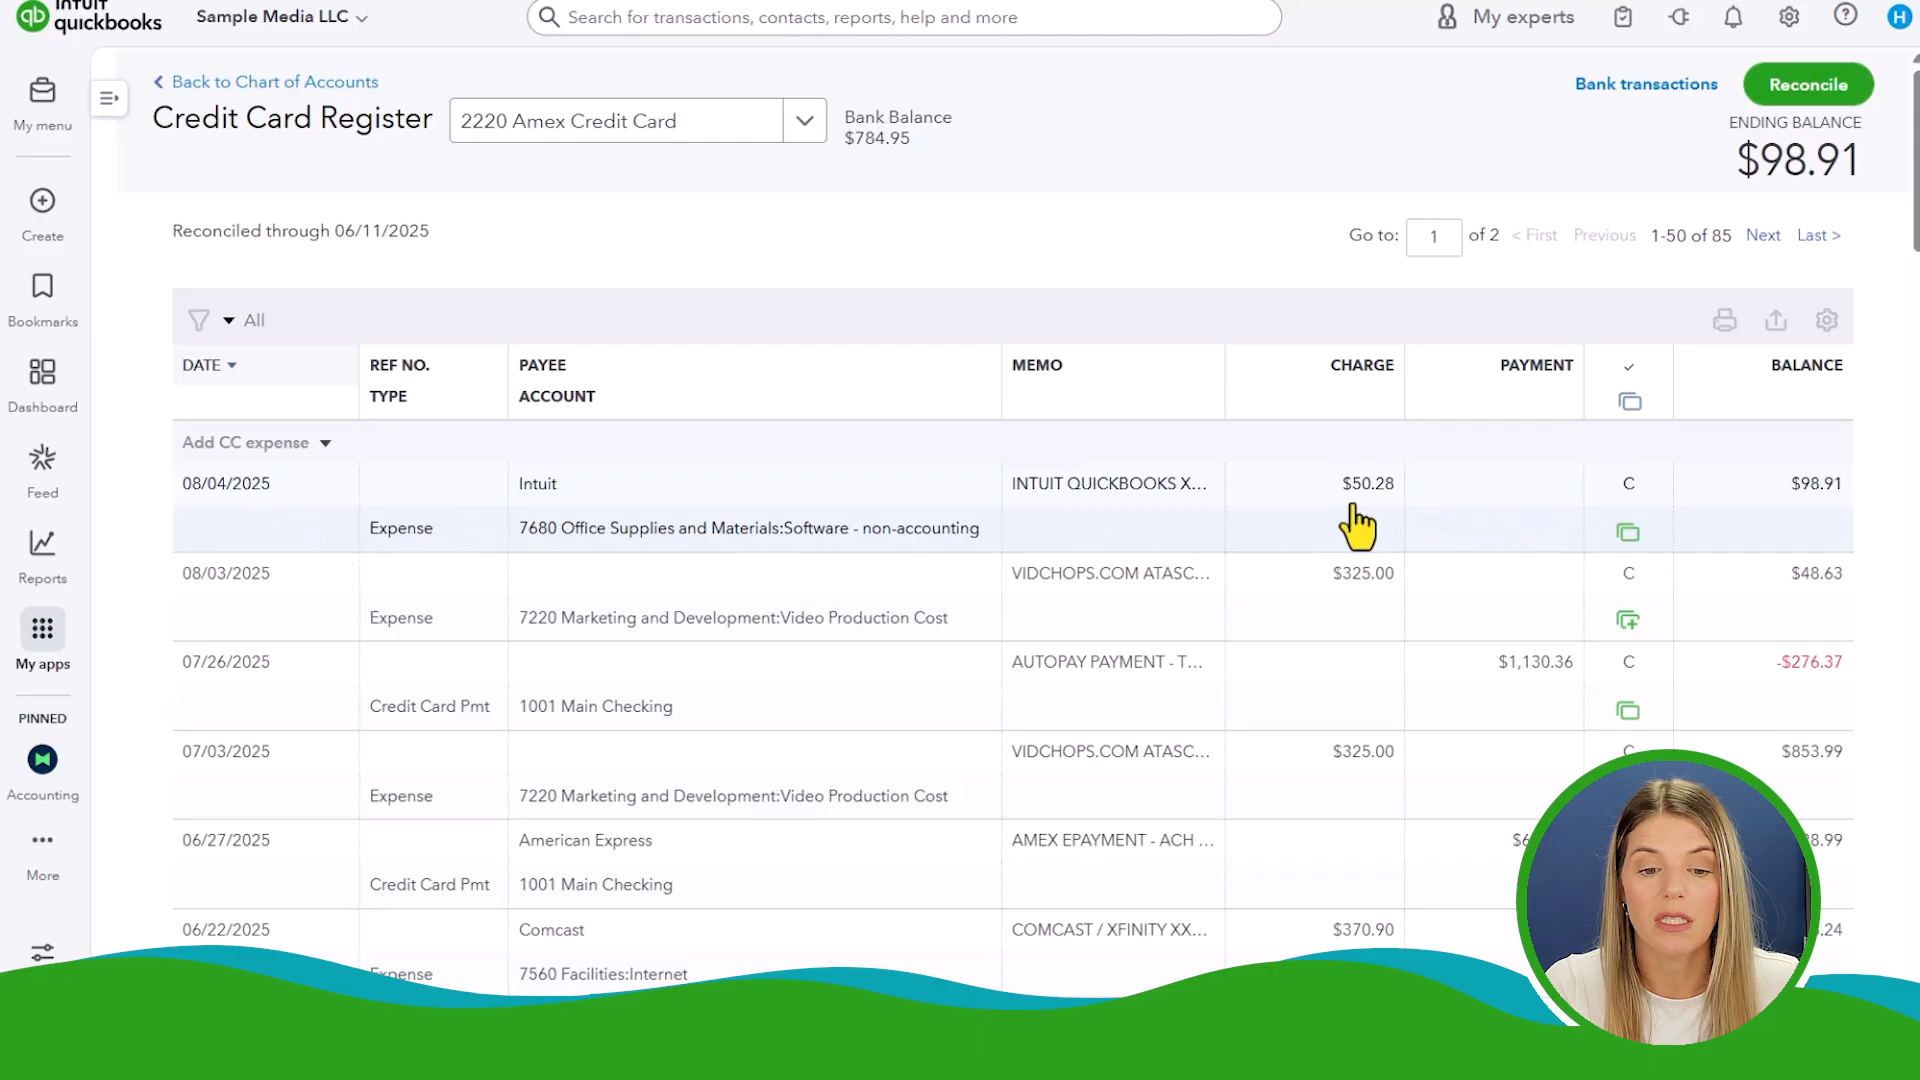 INTUIT
quickbooks
Sample Media LLC
Search for transactions, contacts, reports, help and more
My experts
H
My menu
Create
Bookmarks
Dashboard
Feed
Reports
My apps
PINNED
Accounting
More
Back to Chart of Accounts
Credit Card Register
2220 Amex Credit Card
Bank Balance
$784.95
Bank transactions
Reconcile
ENDING BALANCE
$98.91
Reconciled through 06/11/2025
Go to: 1 of 2 < First Previous 1-50 of 85 Next Last >
All
DATE REF NO. PAYEE MEMO CHARGE PAYMENT ✓ BALANCE
TYPE ACCOUNT
Add CC expense
08/04/2025 Intuit INTUIT QUICKBOOKS X... $50.28 C $98.91
Expense 7680 Office Supplies and Materials:Software - non-accounting
08/03/2025 VIDCHOPS.COM ATASC... $325.00 C $48.63
Expense 7220 Marketing and Development:Video Production Cost
07/26/2025 AUTOPAY PAYMENT - T... $1,130.36 C -$276.37
Credit Card Pmt 1001 Main Checking
07/03/2025 VIDCHOPS.COM ATASC... $325.00 C $853.99
Expense 7220 Marketing and Development:Video Production Cost
06/27/2025 American Express AMEX EPAYMENT - ACH ... 8.99
Credit Card Pmt 1001 Main Checking
06/22/2025 Comcast COMCAST / XFINITY XX... $370.90 .24
Expense 7560 Facilities:Internet